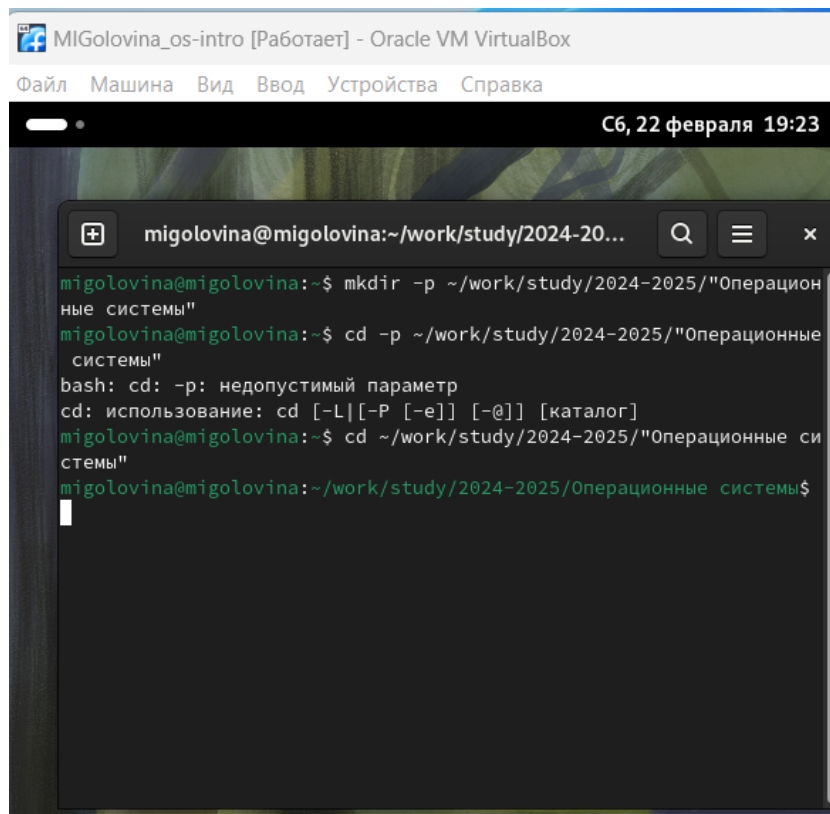 MIGolovina_os-intro [Работает] - Oracle VM VirtualBox
Файл Машина Вид Ввод Устройства Справка
Сб, 22 февраля 19:23
migolovina@migolovina:~/work/study/2024-20...
migolovina@migolovina:~$ mkdir -p ~/work/study/2024-2025/"Операцион
ные системы"
migolovina@migolovina:~$ cd -p ~/work/study/2024-2025/"Операционные
 системы"
bash: cd: -p: недопустимый параметр
cd: использование: cd [-L|[-P [-e]] [-@]] [каталог]
migolovina@migolovina:~$ cd ~/work/study/2024-2025/"Операционные си
стемы"
migolovina@migolovina:~/work/study/2024-2025/Операционные системы$